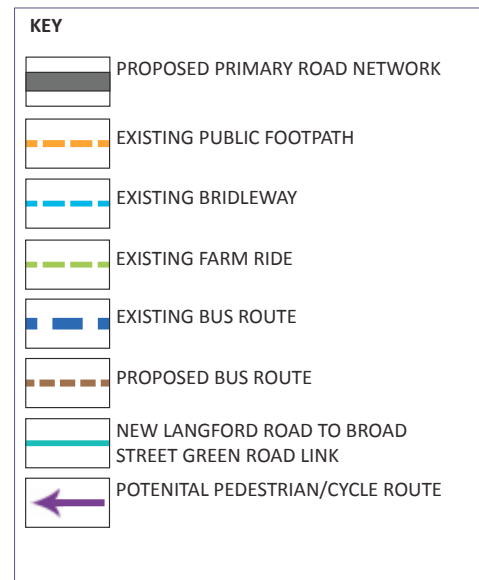 KEY
PROPOSED PRIMARY ROAD NETWORK
EXISTING PUBLIC FOOTPATH
EXISTING BRIDLEWAY
EXISTING FARM RIDE
EXISTING BUS ROUTE
PROPOSED BUS ROUTE
NEW LANGFORD ROAD TO BROAD
STREET GREEN ROAD LINK
POTENITAL PEDESTRIAN/CYCLE ROUTE